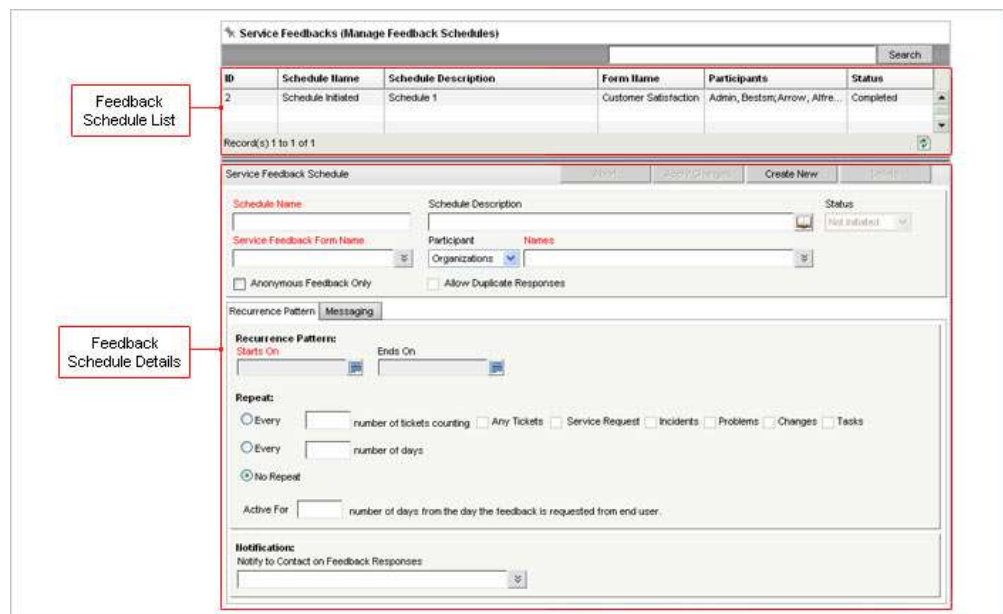 Service Feedbacks (Manage Feedback Schedules)
Search
ID Schedule Name Schedule Description Form Name Participants Status
2 Schedule Initiated Schedule 1 Customer Satisfaction Admin, Bestsm;Arrow, Alfre... Completed
Record(s) 1 to 1 of 1
Feedback
Schedule List
Service Feedback Schedule Apply Changes Create New Delete
Schedule Name Schedule Description Status
Not Initiated
Service Feedback Form Name Participant Names
Organizations
Anonymous Feedback Only Allow Duplicate Responses
Recurrence Pattern Messaging
Feedback
Schedule Details
Recurrence Pattern:
Starts On Ends On
Repeat:
Every number of tickets counting Any Tickets Service Request Incidents Problems Changes Tasks
Every number of days
No Repeat
Active For number of days from the day the feedback is requested from end user.
Notification:
Notify to Contact on Feedback Responses